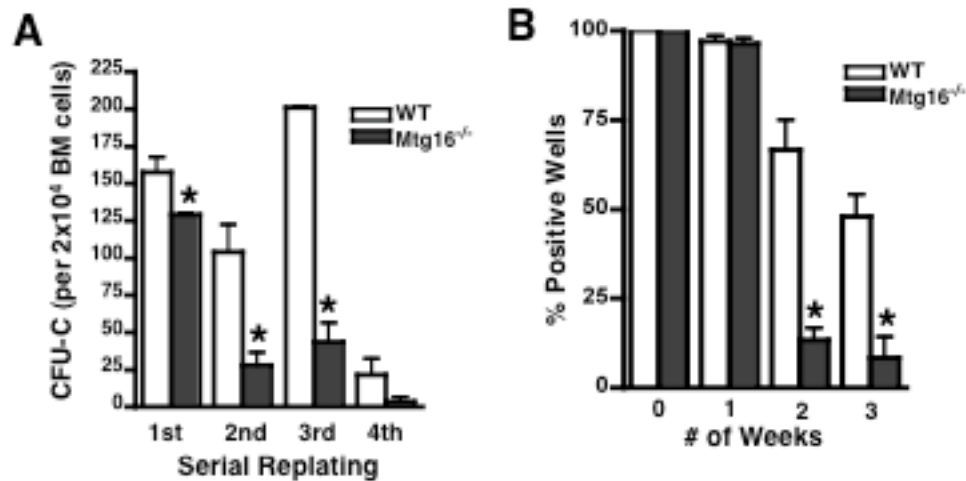 A
CFU-C (per 2x10⁴ BM cells)
225
200
175
150
125
100
75
50
25
0
WT
Mtg16-/-
*
*
*
1st 2nd 3rd 4th
Serial Replating
B
% Positive Wells
100
75
50
25
0
WT
Mtg16-/-
*
*
0 1 2 3
# of Weeks